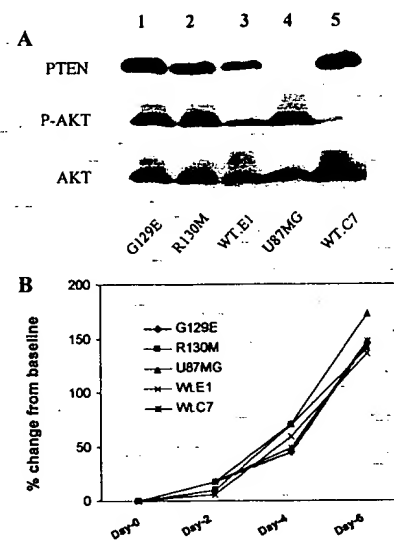 1 2 3 4 5
A
PTEN
P-AKT
AKT
G129E R130M WT.E1 U87MG WT.C7
B
% change from baseline
200
150
100
50
0
G129E
R130M
U87MG
Wt.E1
Wt.C7
Day-0 Day-2 Day-4 Day-6